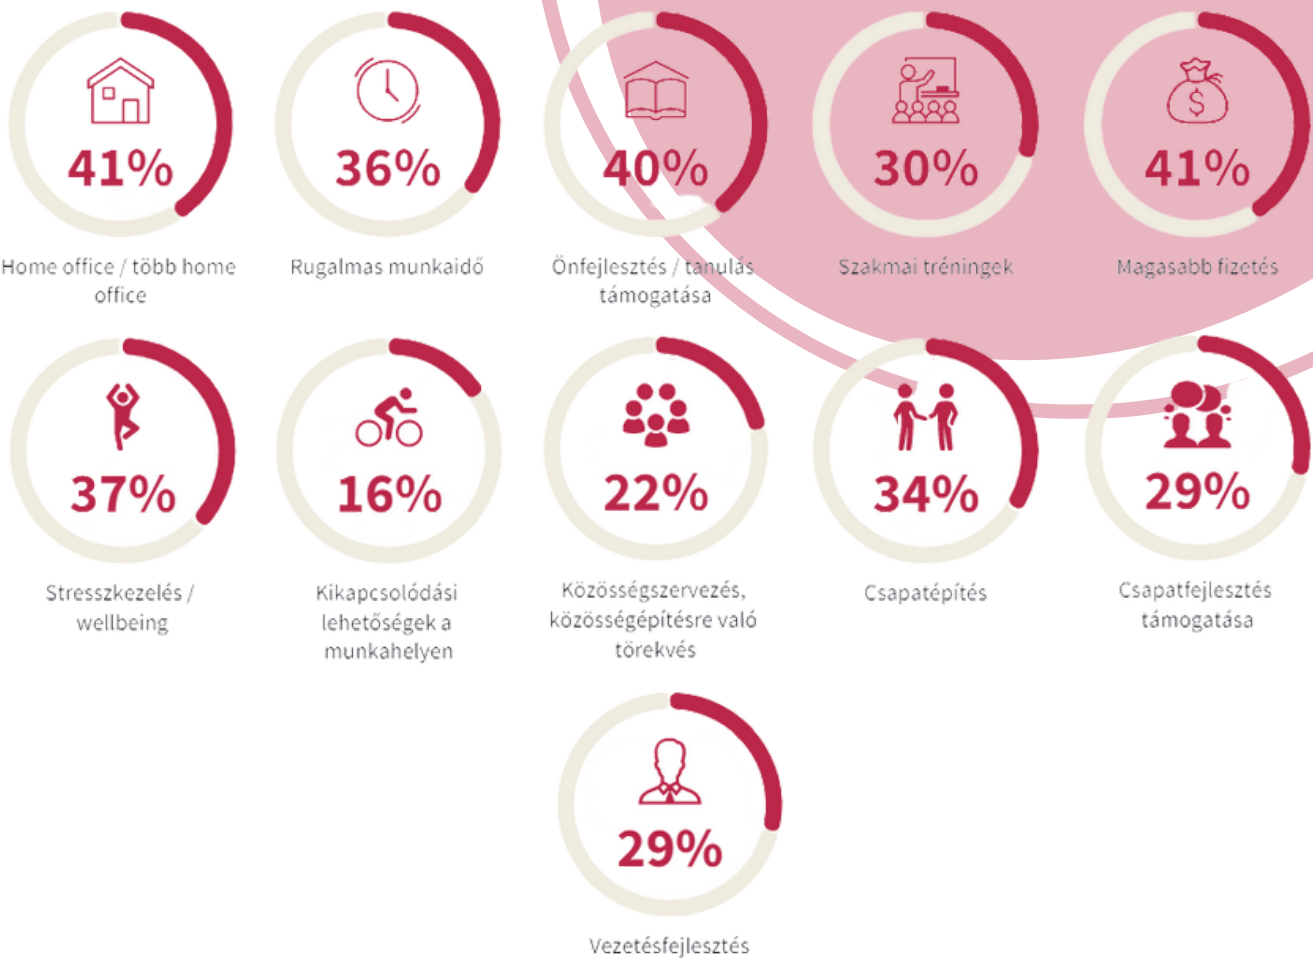 41%
36%
40%
30%
$
41%
Home office / több home
office
Rugalmas munkaidő
Önfejlesztés / tanulás
támogatása
Szakmai tréningek
Magasabb fizetés
37%
16%
22%
34%
29%
Stresszkezelés /
wellbeing
Kikapcsolódási
lehetőségek a
munkahelyen
Közösségszervezés,
közösségépítésre való
törekvés
Csapatépítés
Csapatfejlesztés
támogatása
29%
Vezetésfejlesztés